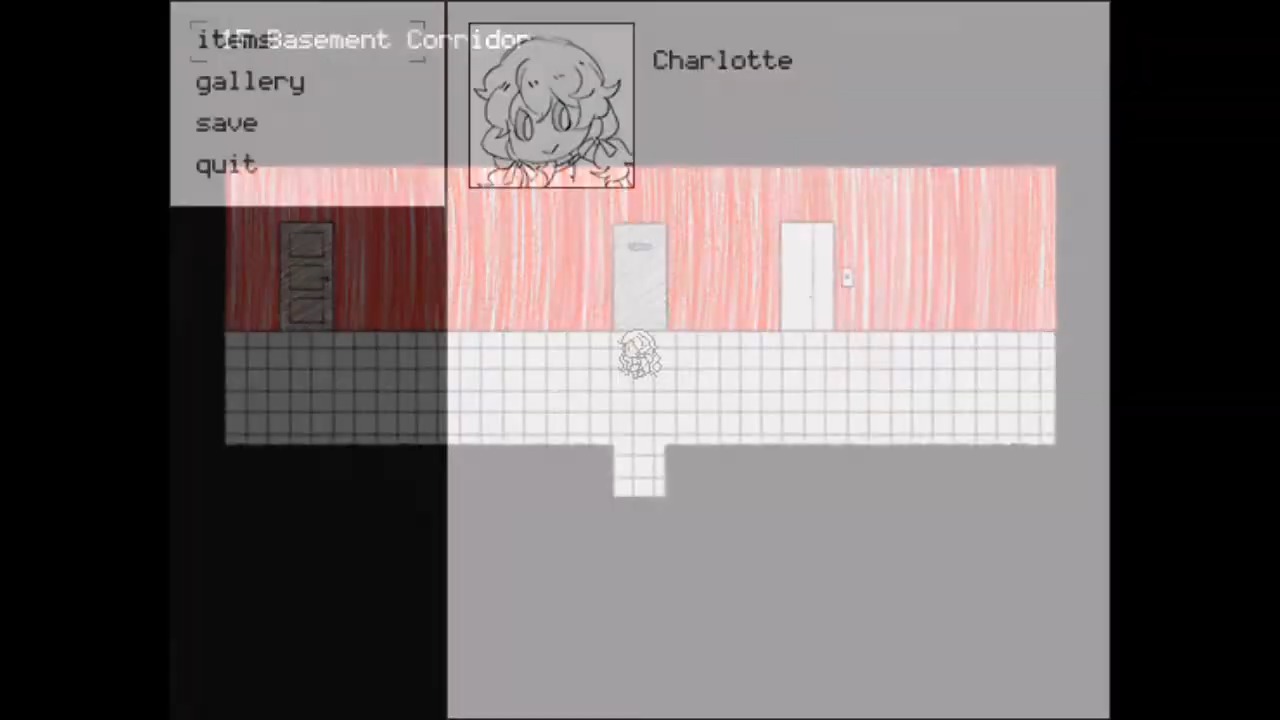 items
Basement Corridor
gallery
save
quit
Charlotte